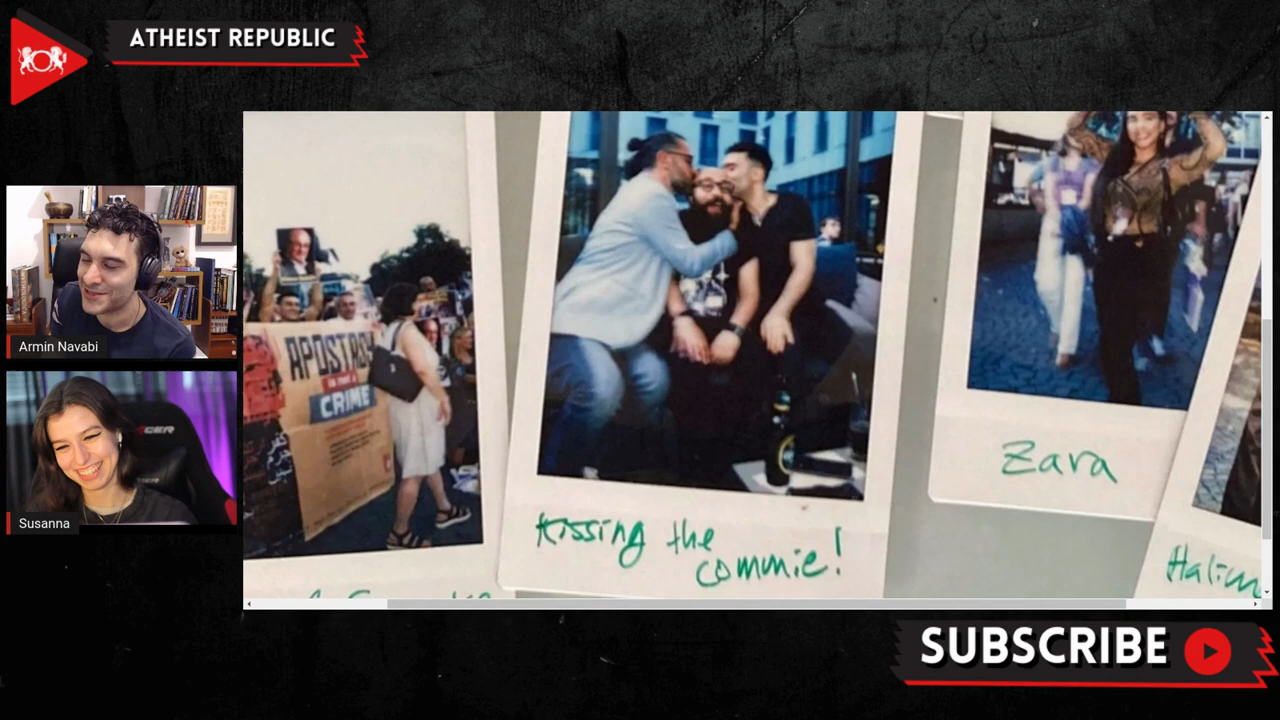 ATHEIST REPUBLIC
Armin Navabi
Susanna
APOSTASY
CRIME
Kissing the
commie!
Zara
SUBSCRIBE